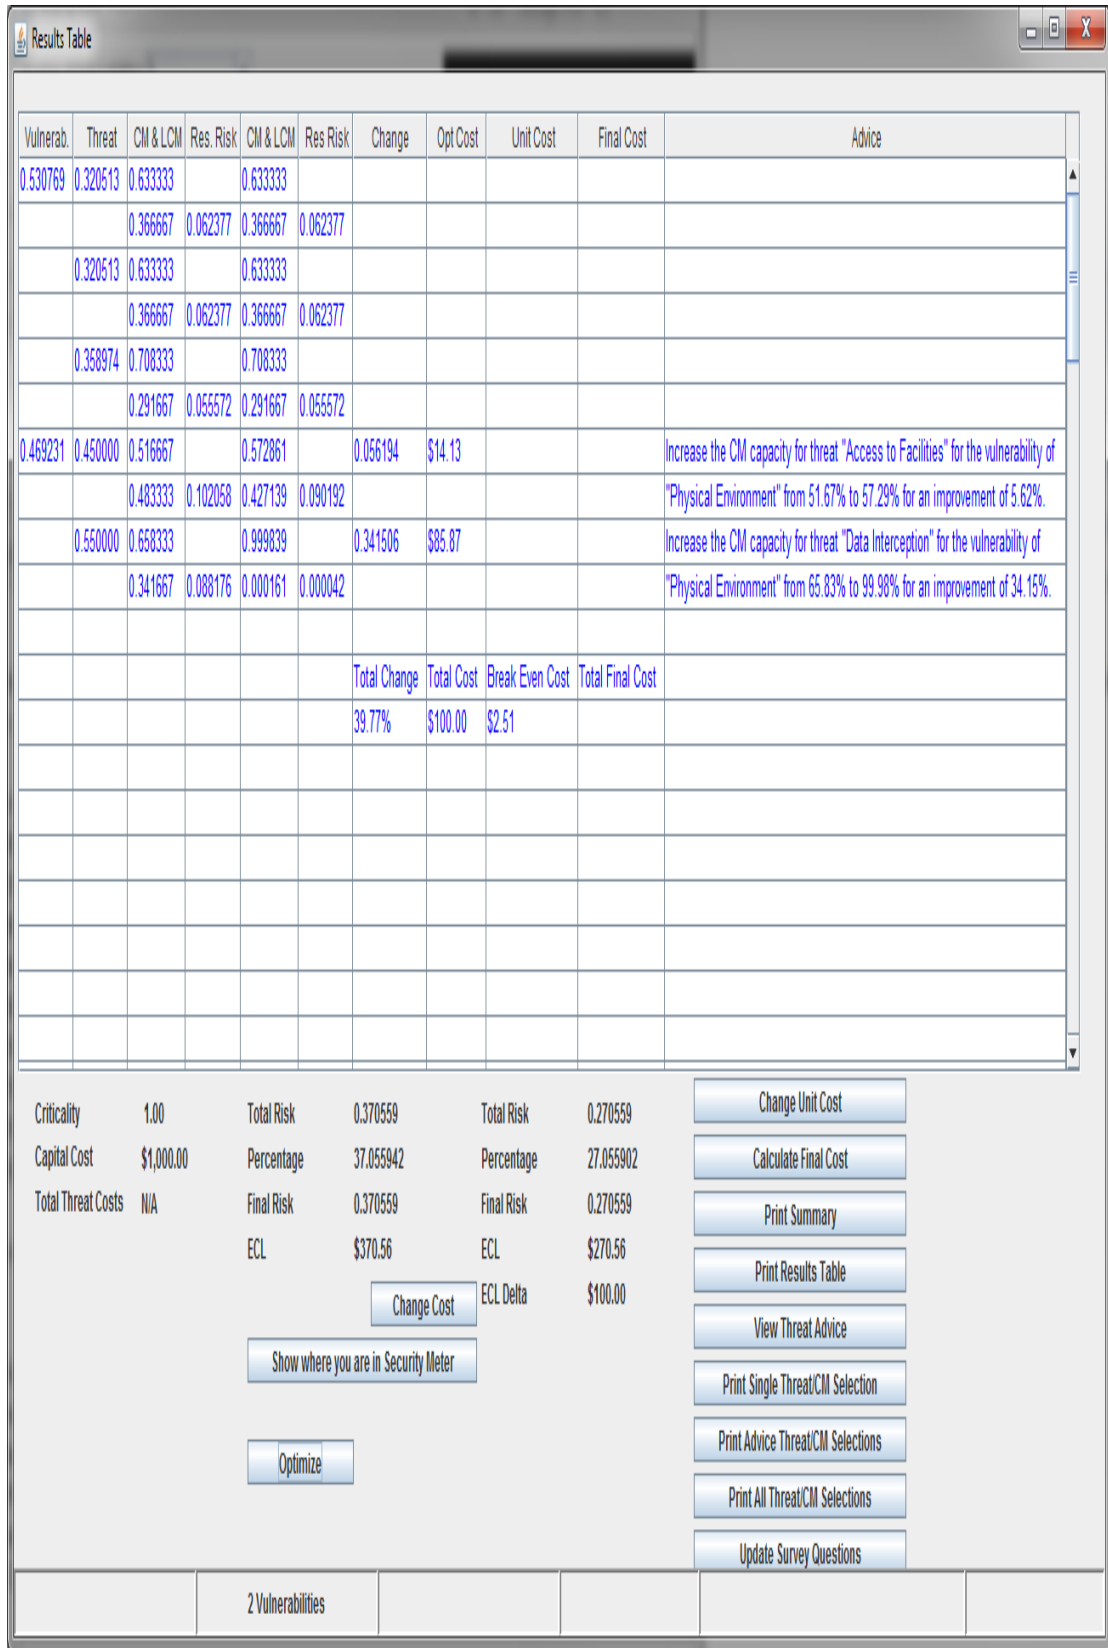 Results Table
Vulnerab. Threat CM & LCM Res. Risk CM & LCM Res Risk Change Opt Cost Unit Cost Final Cost Advice
0.530769 0.320513 0.633333 0.633333
0.366667 0.062377 0.366667 0.062377
0.320513 0.633333 0.633333
0.366667 0.062377 0.366667 0.062377
0.358974 0.708333 0.708333
0.291667 0.055572 0.291667 0.055572
0.469231 0.450000 0.516667 0.572861 0.056194 $14.13 Increase the CM capacity for threat "Access to Facilities" for the vulnerability of
0.483333 0.102058 0.427139 0.090192 "Physical Environment" from 51.67% to 57.29% for an improvement of 5.62%.
0.550000 0.658333 0.999839 0.341506 $85.87 Increase the CM capacity for threat "Data Interception" for the vulnerability of
0.341667 0.088176 0.000161 0.000042 "Physical Environment" from 65.83% to 99.98% for an improvement of 34.15%.
Total Change Total Cost Break Even Cost Total Final Cost
39.77% $100.00 $2.51
Criticality 1.00 Total Risk 0.370559 Total Risk 0.270559 Change Unit Cost
Capital Cost $1,000.00 Percentage 37.055942 Percentage 27.055902 Calculate Final Cost
Total Threat Costs N/A Final Risk 0.370559 Final Risk 0.270559 Print Summary
ECL $370.56 ECL $270.56 Print Results Table
Change Cost ECL Delta $100.00 View Threat Advice
Show where you are in Security Meter Print Single Threat/CM Selection
Optimize Print Advice Threat/CM Selections
Print All Threat/CM Selections
Update Survey Questions
2 Vulnerabilities